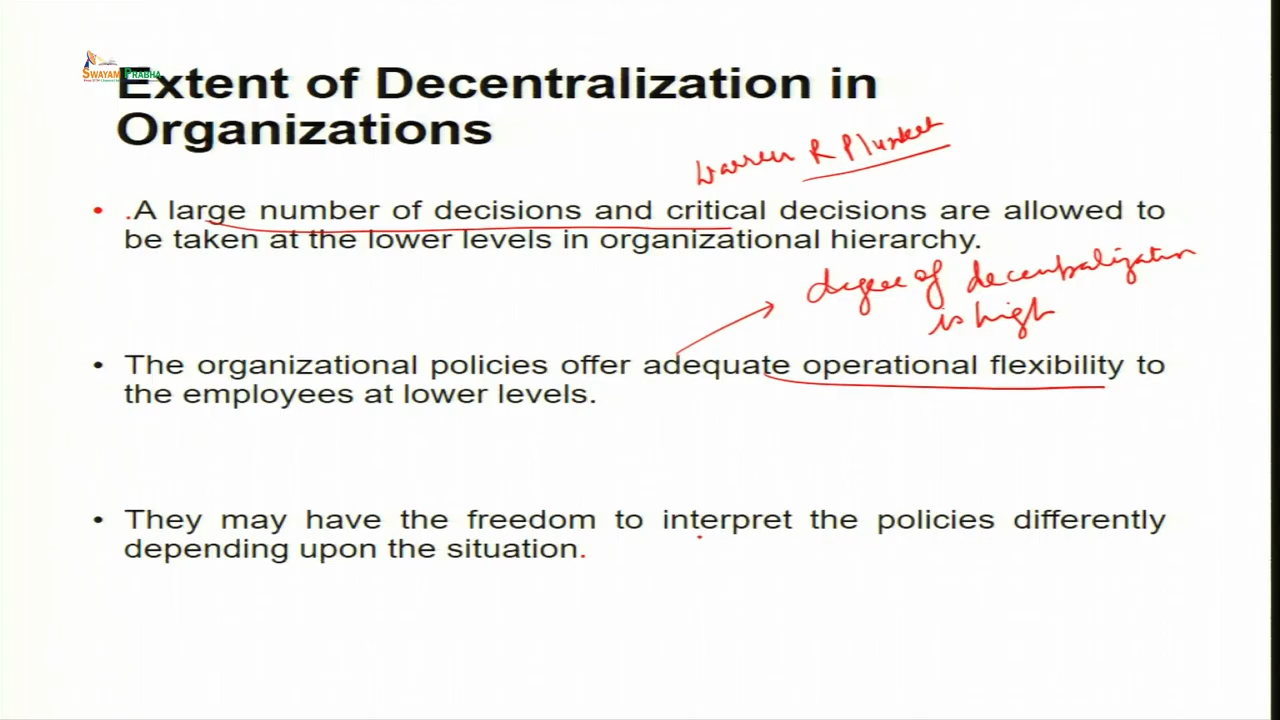 SWAYAM PRABHA
Extent of Decentralization in
Organizations
Warren R Plunket
• .A large number of decisions and critical decisions are allowed to
be taken at the lower levels in organizational hierarchy.
degree of decentralization
is high
• The organizational policies offer adequate operational flexibility to
the employees at lower levels.
• They may have the freedom to interpret the policies differently
depending upon the situation.